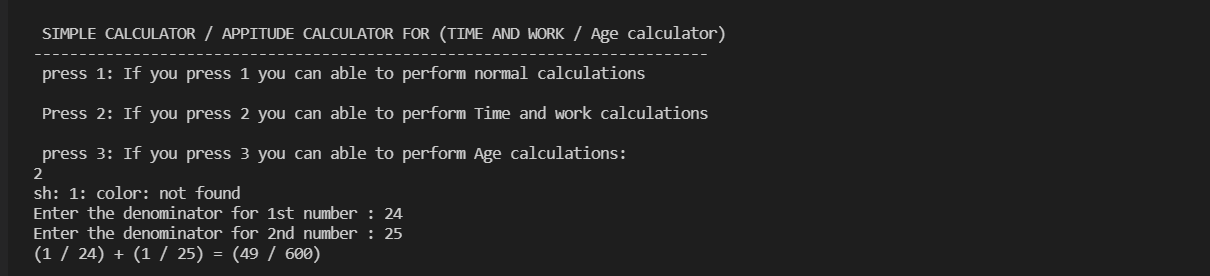 SIMPLE CALCULATOR / APPITUDE CALCULATOR FOR (TIME AND WORK / Age calculator)
---------------------------------------------------------------------------
press 1: If you press 1 you can able to perform normal calculations
Press 2: If you press 2 you can able to perform Time and work calculations
press 3: If you press 3 you can able to perform Age calculations:
2
sh: 1: color: not found
Enter the denominator for 1st number : 24
Enter the denominator for 2nd number : 25
(1 / 24) + (1 / 25) = (49 / 600)